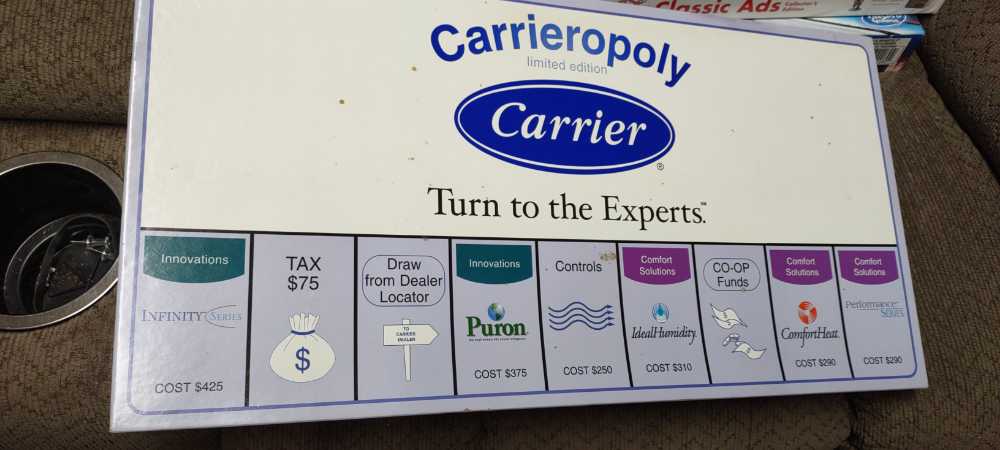 Classic Ads
Carrieropoly
limited edition
Carrier
®
Turn to the Experts.™
Innovations
INFINITY SERIES
COST $425
TAX
$75
$
Draw
from Dealer
Locator
TO
CARRIER
DEALER
Innovations
Puron
COST $375
Controls
COST $250
Comfort
Solutions
IdealHumidity
COST $310
CO-OP
Funds
Comfort
Solutions
ComfortHeat
COST $290
Comfort
Solutions
Performance™
SERIES
COST $290